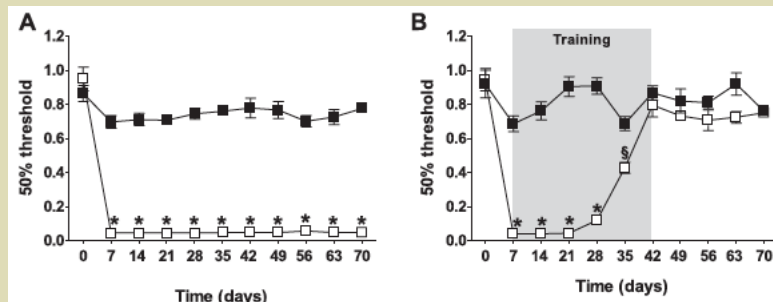 A
50% threshold
1.2
1.0
0.8
0.6
0.4
0.2
0.0
* * * * * * * * * *
0 7 14 21 28 35 42 49 56 63 70
Time (days)
B
Training
50% threshold
1.2
1.0
0.8
0.6
0.4
0.2
0.0
§
* * * *
0 7 14 21 28 35 42 49 56 63 70
Time (days)